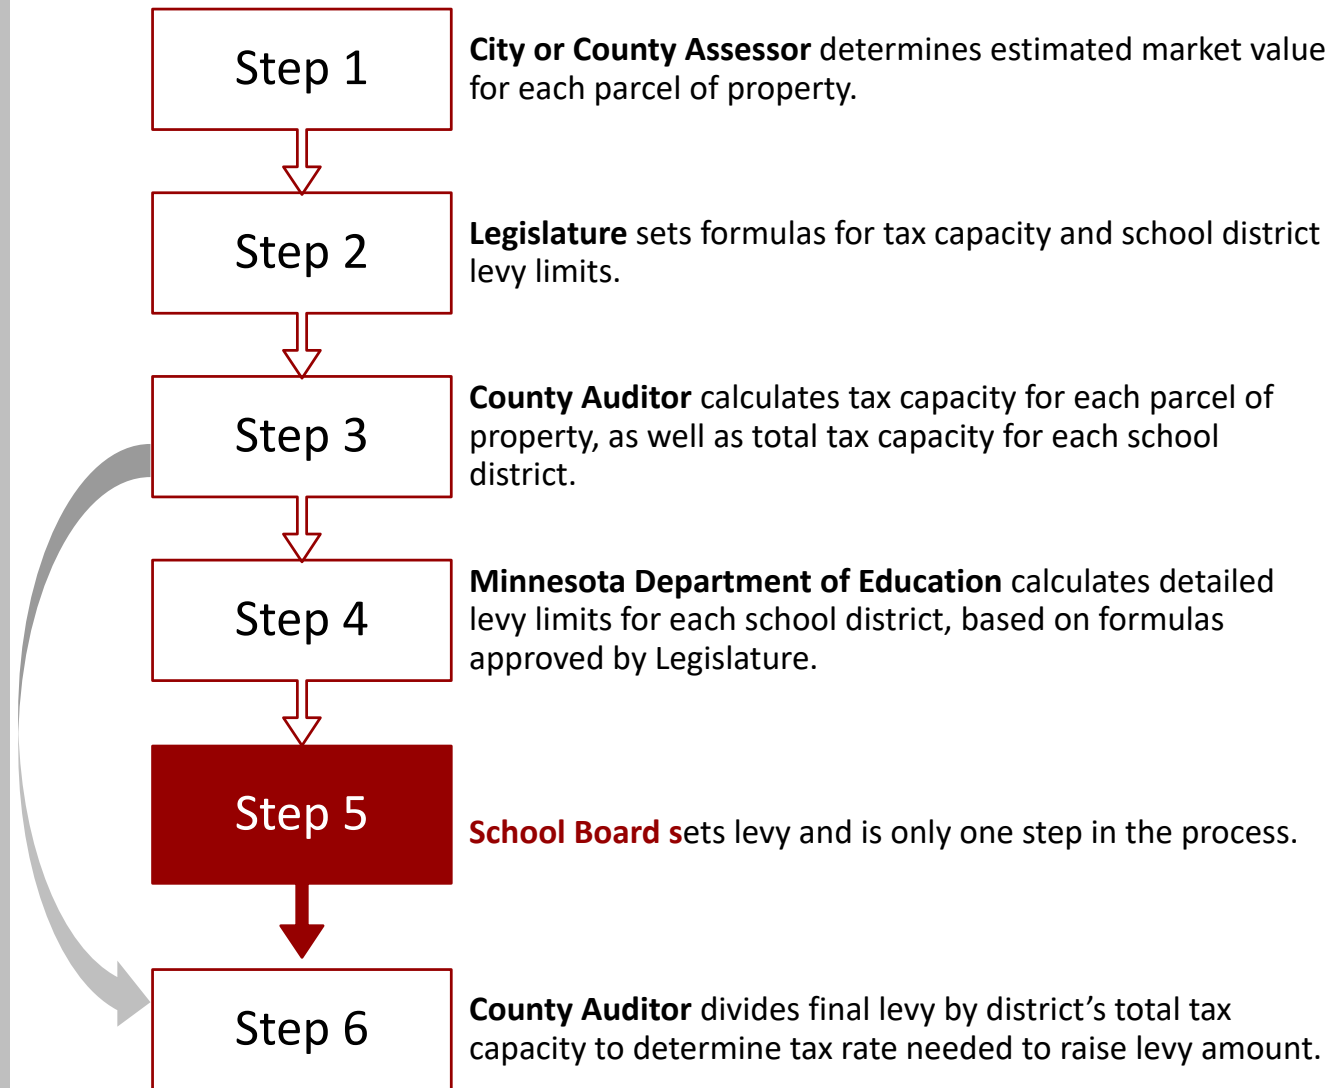 Step 1
City or County Assessor determines estimated market value
for each parcel of property.
Step 2
Legislature sets formulas for tax capacity and school district
levy limits.
Step 3
County Auditor calculates tax capacity for each parcel of
property, as well as total tax capacity for each school
district.
Step 4
Minnesota Department of Education calculates detailed
levy limits for each school district, based on formulas
approved by Legislature.
Step 5
School Board sets levy and is only one step in the process.
Step 6
County Auditor divides final levy by district’s total tax
capacity to determine tax rate needed to raise levy amount.